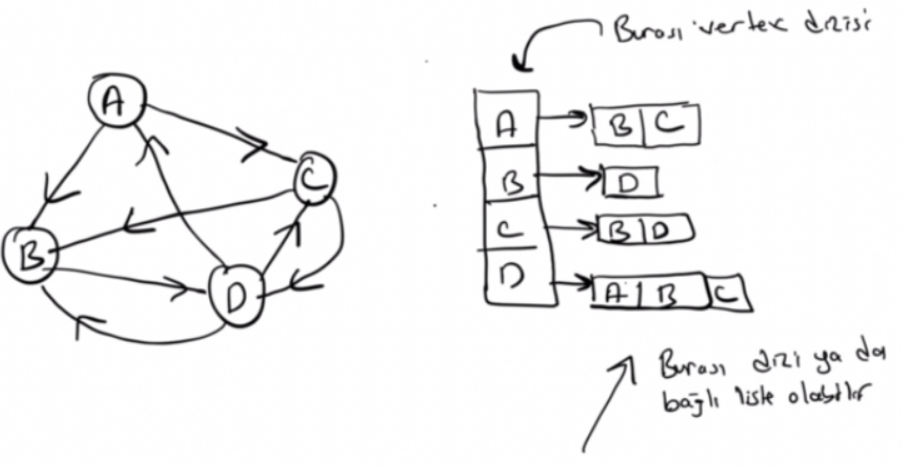 Burası vertex dizisi
A
C
B
D
A
B C
B
D
C
B D
D
A B C
Burası dizi ya da
bağlı liste olabilir